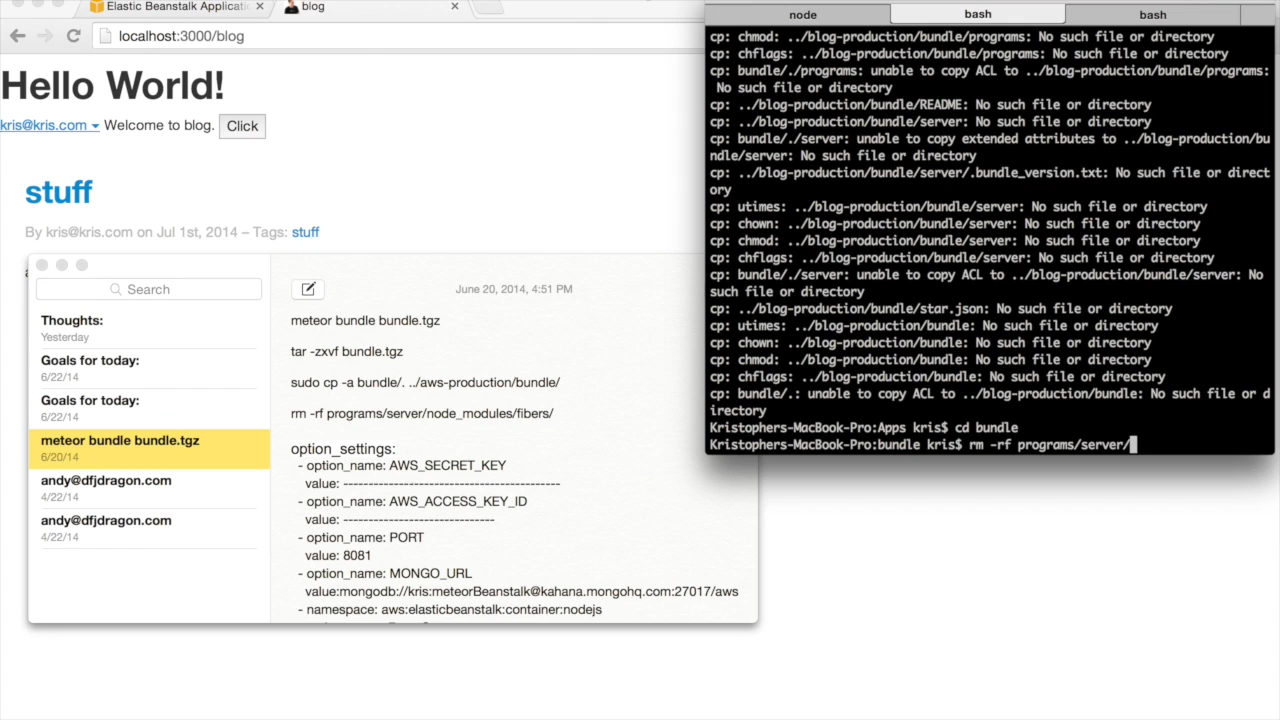 Elastic Beanstalk Applicati
blog
localhost:3000/blog
Hello World!
kris@kris.com Welcome to blog. Click
stuff
By kris@kris.com on Jul 1st, 2014 – Tags: stuff
Search
Thoughts:
Yesterday
Goals for today:
6/22/14
Goals for today:
6/22/14
meteor bundle bundle.tgz
6/20/14
andy@dfjdragon.com
4/22/14
andy@dfjdragon.com
4/22/14
June 20, 2014, 4:51 PM
meteor bundle bundle.tgz
tar -zxvf bundle.tgz
sudo cp -a bundle/. ../aws-production/bundle/
rm -rf programs/server/node_modules/fibers/
option_settings:
- option_name: AWS_SECRET_KEY
value: -------------------------------------------
- option_name: AWS_ACCESS_KEY_ID
value: ------------------------------
- option_name: PORT
value: 8081
- option_name: MONGO_URL
value:mongodb://kris:meteorBeanstalk@kahana.mongohq.com:27017/aws
- namespace: aws:elasticbeanstalk:container:nodejs
node bash bash
cp: chmod: ../blog-production/bundle/programs: No such file or directory
cp: chflags: ../blog-production/bundle/programs: No such file or directory
cp: bundle/./programs: unable to copy ACL to ../blog-production/bundle/programs:
No such file or directory
cp: ../blog-production/bundle/README: No such file or directory
cp: ../blog-production/bundle/server: No such file or directory
cp: bundle/./server: unable to copy extended attributes to ../blog-production/bu
ndle/server: No such file or directory
cp: ../blog-production/bundle/server/.bundle_version.txt: No such file or direct
ory
cp: utimes: ../blog-production/bundle/server: No such file or directory
cp: chown: ../blog-production/bundle/server: No such file or directory
cp: chmod: ../blog-production/bundle/server: No such file or directory
cp: chflags: ../blog-production/bundle/server: No such file or directory
cp: bundle/./server: unable to copy ACL to ../blog-production/bundle/server: No
such file or directory
cp: ../blog-production/bundle/star.json: No such file or directory
cp: utimes: ../blog-production/bundle: No such file or directory
cp: chown: ../blog-production/bundle: No such file or directory
cp: chmod: ../blog-production/bundle: No such file or directory
cp: chflags: ../blog-production/bundle: No such file or directory
cp: bundle/.: unable to copy ACL to ../blog-production/bundle: No such file or d
irectory
Kristophers-MacBook-Pro:Apps kris$ cd bundle
Kristophers-MacBook-Pro:bundle kris$ rm -rf programs/server/